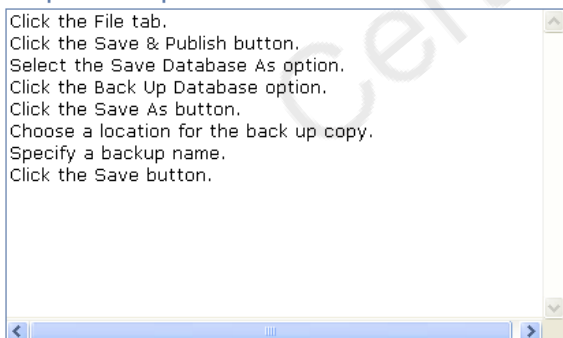 Click the File tab.
Click the Save & Publish button.
Select the Save Database As option.
Click the Back Up Database option.
Click the Save As button.
Choose a location for the back up copy.
Specify a backup name.
Click the Save button.